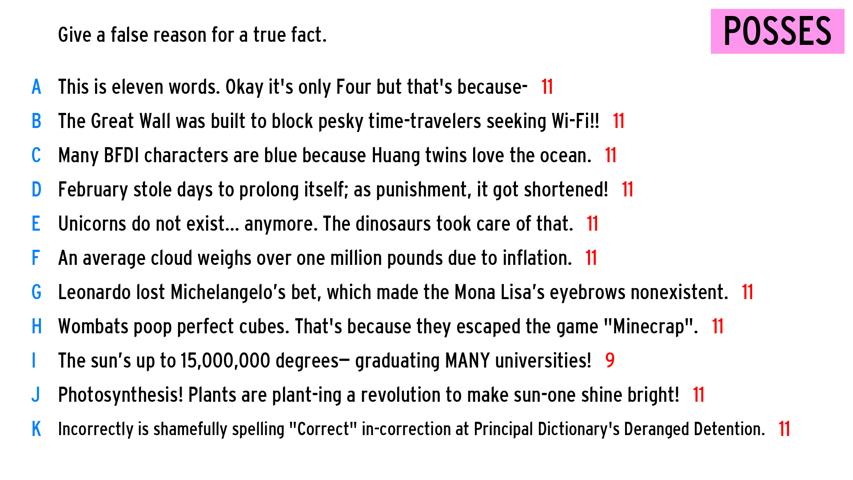 Give a false reason for a true fact.
POSSES
A This is eleven words. Okay it's only Four but that's because- 11
B The Great Wall was built to block pesky time-travelers seeking Wi-Fi!! 11
C Many BFDI characters are blue because Huang twins love the ocean. 11
D February stole days to prolong itself; as punishment, it got shortened! 11
E Unicorns do not exist... anymore. The dinosaurs took care of that. 11
F An average cloud weighs over one million pounds due to inflation. 11
G Leonardo lost Michelangelo’s bet, which made the Mona Lisa’s eyebrows nonexistent. 11
H Wombats poop perfect cubes. That's because they escaped the game "Minecrap". 11
I The sun’s up to 15,000,000 degrees— graduating MANY universities! 9
J Photosynthesis! Plants are plant-ing a revolution to make sun-one shine bright! 11
K Incorrectly is shamefully spelling "Correct" in-correction at Principal Dictionary's Deranged Detention. 11